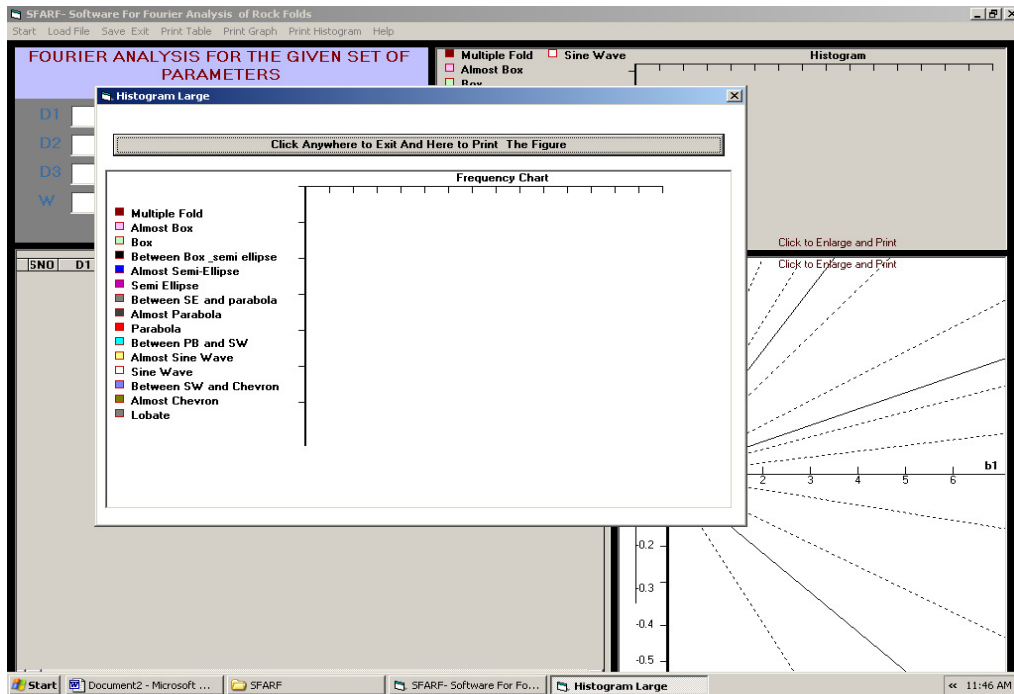 SFARF- Software For Fourier Analysis of Rock Folds
Start Load File Save Exit Print Table Print Graph Print Histogram Help
FOURIER ANALYSIS FOR THE GIVEN SET OF
PARAMETERS
D1
D2
D3
W
Multiple Fold Sine Wave
Almost Box
Box
Histogram
Click to Enlarge and Print
Histogram Large
Click Anywhere to Exit And Here to Print The Figure
Frequency Chart
Multiple Fold
Almost Box
Box
Between Box _semi ellipse
Almost Semi-Ellipse
Semi Ellipse
Between SE and parabola
Almost Parabola
Parabola
Between PB and SW
Almost Sine Wave
Sine Wave
Between SW and Chevron
Almost Chevron
Lobate
SNO D1
Click to Enlarge and Print
b1
2 3 4 5 6
-0.2
-0.3
-0.4
-0.5
Start Document2 - Microsoft ... SFARF SFARF- Software For Fo... Histogram Large « 11:46 AM